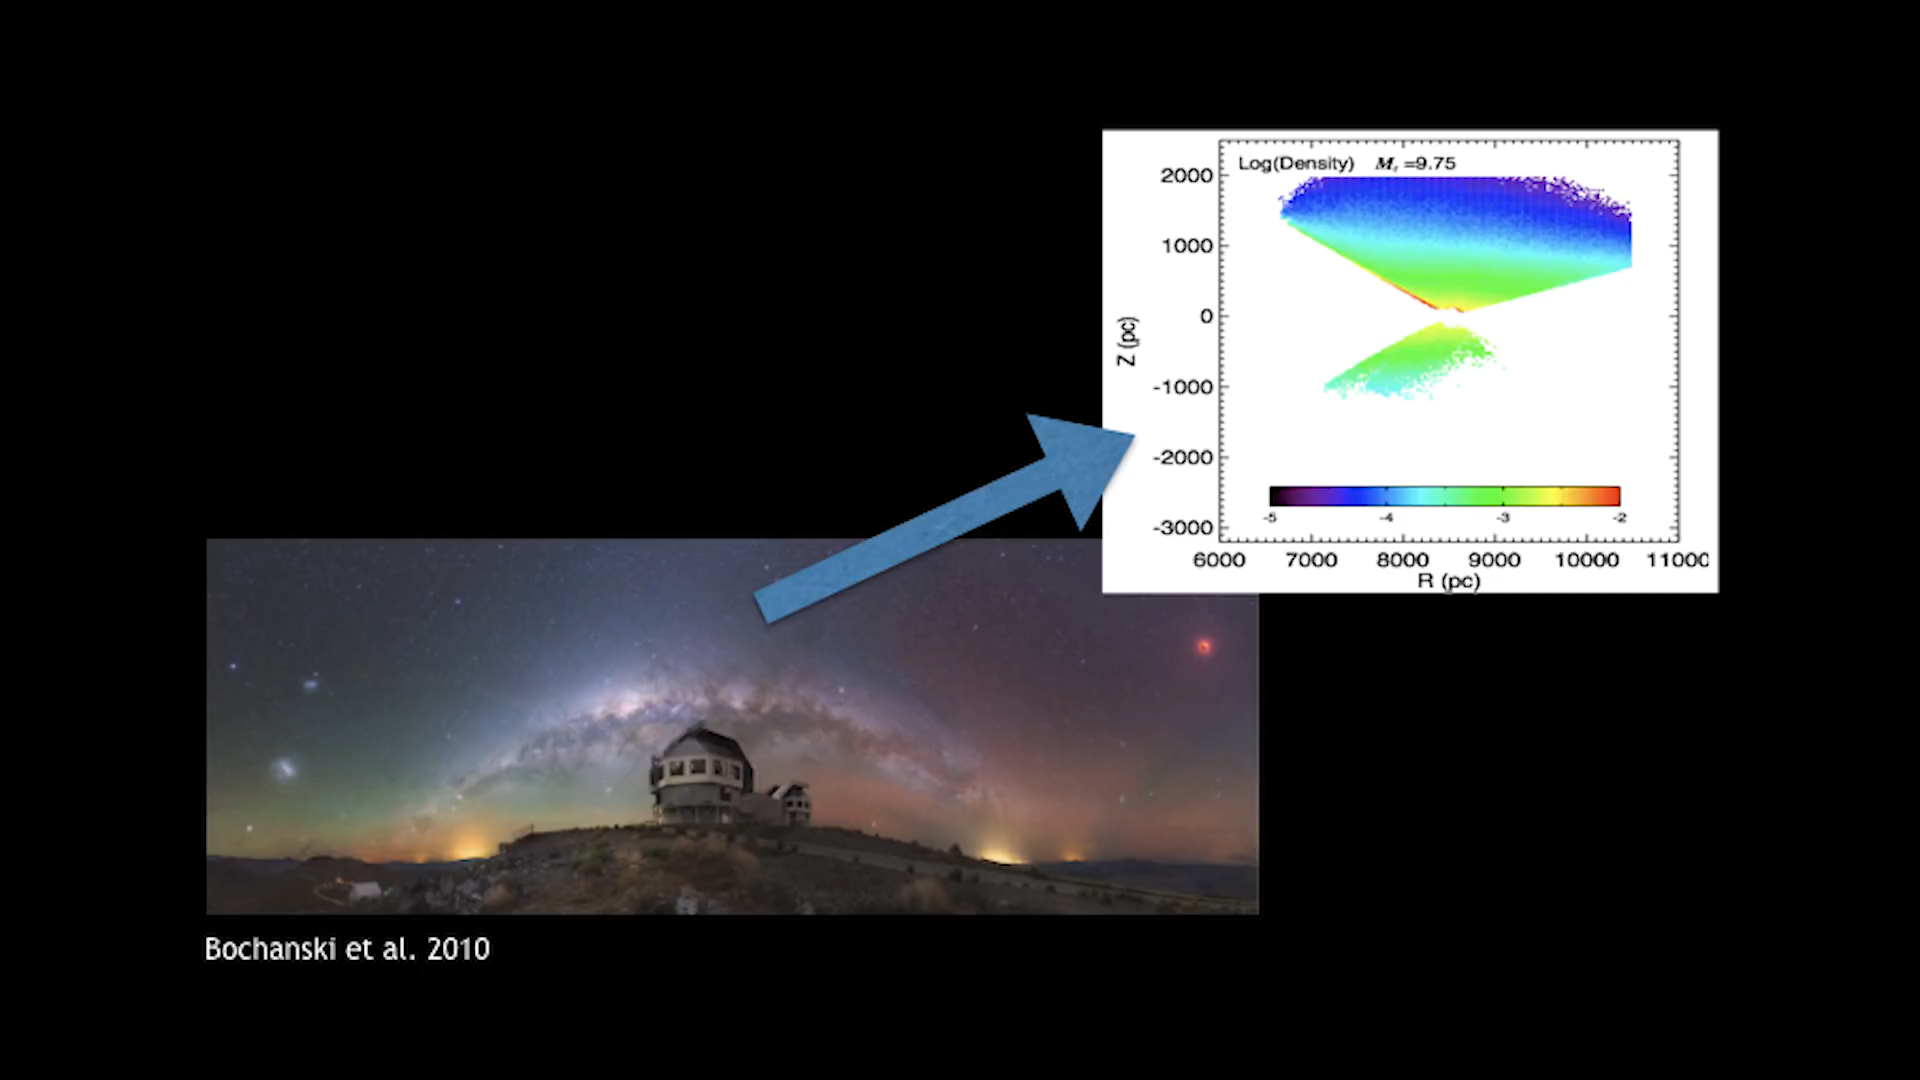 Log(Density) Mr =9.75
2000
1000
0
-1000
-2000
-3000
Z (pc)
-5 -4 -3 -2
6000 7000 8000 9000 10000 11000
R (pc)
Bochanski et al. 2010